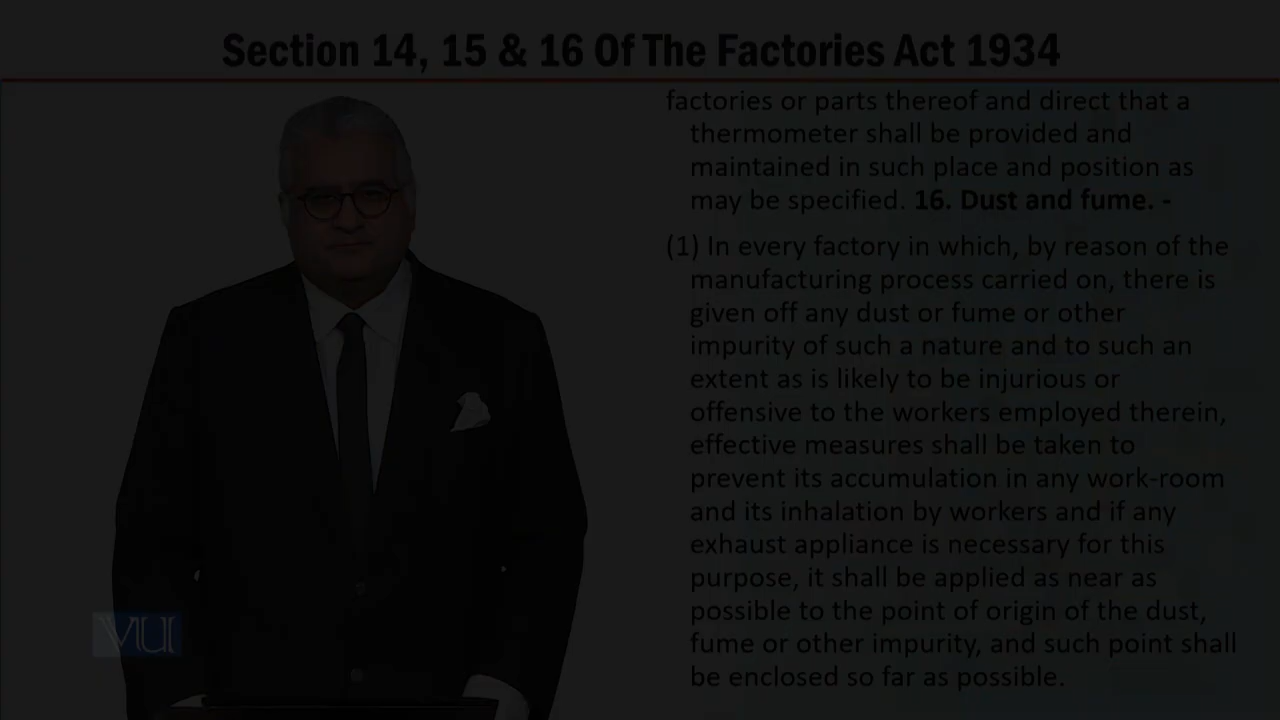 Section 14, 15 & 16 Of The Factories Act 1934
factories or parts thereof and direct that a
thermometer shall be provided and
maintained in such place and position as
may be specified. 16. Dust and fume. -
(1) In every factory in which, by reason of the
manufacturing process carried on, there is
given off any dust or fume or other
impurity of such a nature and to such an
extent as is likely to be injurious or
offensive to the workers employed therein,
effective measures shall be taken to
prevent its accumulation in any work-room
and its inhalation by workers and if any
exhaust appliance is necessary for this
purpose, it shall be applied as near as
possible to the point of origin of the dust,
fume or other impurity, and such point shall
be enclosed so far as possible.
VU